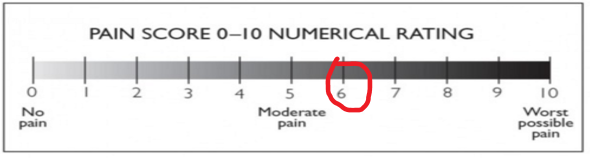 PAIN SCORE 0–10 NUMERICAL RATING
0 1 2 3 4 5 6 7 8 9 10
No pain Moderate pain Worst possible pain